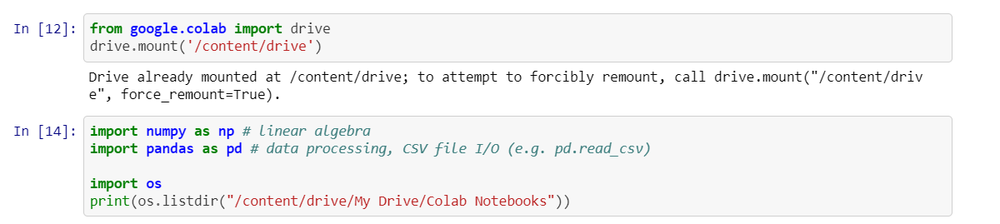 In [12]: from google.colab import drive
drive.mount('/content/drive')
Drive already mounted at /content/drive; to attempt to forcibly remount, call drive.mount("/content/driv
e", force_remount=True).
In [14]: import numpy as np # linear algebra
import pandas as pd # data processing, CSV file I/O (e.g. pd.read_csv)
import os
print(os.listdir("/content/drive/My Drive/Colab Notebooks"))